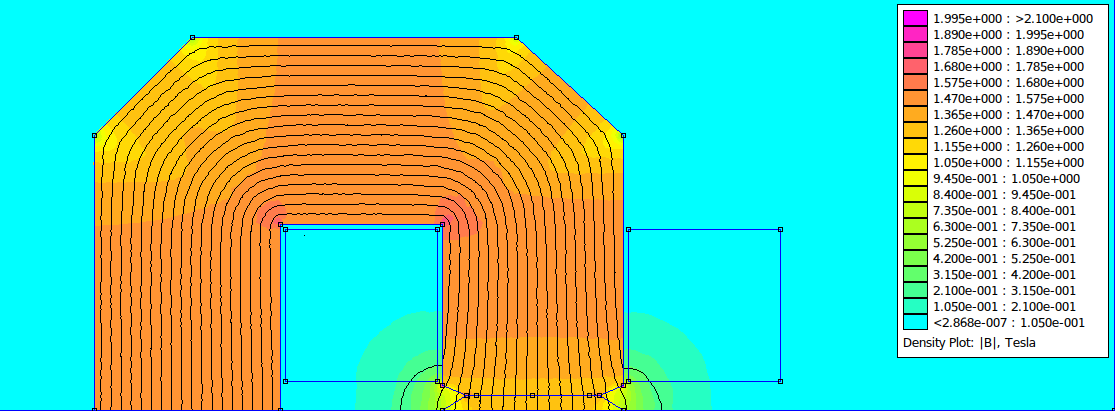 1.995e+000 : >2.100e+000
1.890e+000 : 1.995e+000
1.785e+000 : 1.890e+000
1.680e+000 : 1.785e+000
1.575e+000 : 1.680e+000
1.470e+000 : 1.575e+000
1.365e+000 : 1.470e+000
1.260e+000 : 1.365e+000
1.155e+000 : 1.260e+000
1.050e+000 : 1.155e+000
9.450e-001 : 1.050e+000
8.400e-001 : 9.450e-001
7.350e-001 : 8.400e-001
6.300e-001 : 7.350e-001
5.250e-001 : 6.300e-001
4.200e-001 : 5.250e-001
3.150e-001 : 4.200e-001
2.100e-001 : 3.150e-001
1.050e-001 : 2.100e-001
<2.868e-007 : 1.050e-001
Density Plot: |B|, Tesla